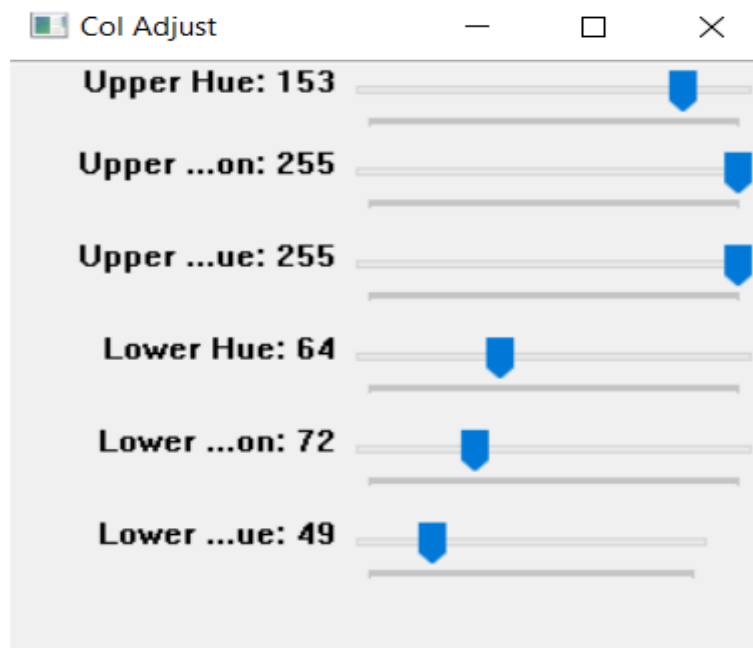 Col Adjust
Upper Hue: 153
Upper ...on: 255
Upper ...ue: 255
Lower Hue: 64
Lower ...on: 72
Lower ...ue: 49